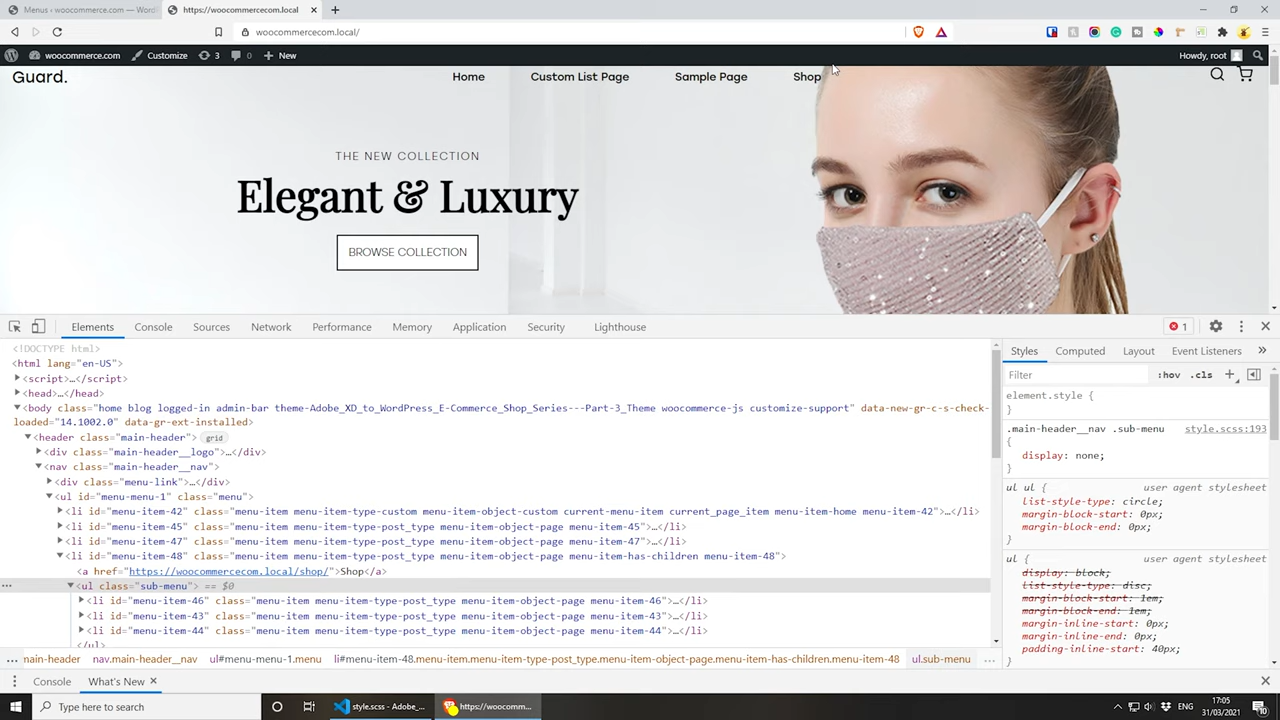 Menus ‹ woocommerce.com — WordP
https://woocommercecom.local
woocommercecom.local/
woocommerce.com
Customize
3
0
New
Howdy, root
Guard.
Home
Custom List Page
Sample Page
Shop
THE NEW COLLECTION
Elegant & Luxury
BROWSE COLLECTION
Elements
Console
Sources
Network
Performance
Memory
Application
Security
Lighthouse
1
<!DOCTYPE html>
<html lang="en-US">
<script>…</script>
<head>…</head>
<body class="home blog logged-in admin-bar theme-Adobe_XD_to_WordPress_E-Commerce_Shop_Series---Part-3_Theme woocommerce-js customize-support" data-new-gr-c-s-check-
loaded="14.1002.0" data-gr-ext-installed>
<header class="main-header"> grid
<div class="main-header__logo">…</div>
<nav class="main-header__nav">
<div class="menu-link">…</div>
<ul id="menu-menu-1" class="menu">
<li id="menu-item-42" class="menu-item menu-item-type-custom menu-item-object-custom current-menu-item current_page_item menu-item-home menu-item-42">…</li>
<li id="menu-item-45" class="menu-item menu-item-type-post_type menu-item-object-page menu-item-45">…</li>
<li id="menu-item-47" class="menu-item menu-item-type-post_type menu-item-object-page menu-item-47">…</li>
<li id="menu-item-48" class="menu-item menu-item-type-post_type menu-item-object-page menu-item-has-children menu-item-48">
<a href="https://woocommercecom.local/shop/">Shop</a>
… <ul class="sub-menu"> == $0
<li id="menu-item-46" class="menu-item menu-item-type-post_type menu-item-object-page menu-item-46">…</li>
<li id="menu-item-43" class="menu-item menu-item-type-post_type menu-item-object-page menu-item-43">…</li>
<li id="menu-item-44" class="menu-item menu-item-type-post_type menu-item-object-page menu-item-44">…</li>
</ul>
… main-header nav.main-header__nav ul#menu-menu-1.menu li#menu-item-48.menu-item.menu-item-type-post_type.menu-item-object-page.menu-item-has-children.menu-item-48 ul.sub-menu …
Styles
Computed
Layout
Event Listeners
»
Filter
:hov .cls +
element.style {
}
.main-header__nav .sub-menu style.scss:193
{
display: none;
}
ul ul { user agent stylesheet
list-style-type: circle;
margin-block-start: 0px;
margin-block-end: 0px;
}
ul { user agent stylesheet
display: block;
list-style-type: disc;
margin-block-start: 1em;
margin-block-end: 1em;
margin-inline-start: 0px;
margin-inline-end: 0px;
padding-inline-start: 40px;
}
Console
What's New
Type here to search
style.scss - Adobe_...
https://woocomm...
ENG
17:05
31/03/2021
10